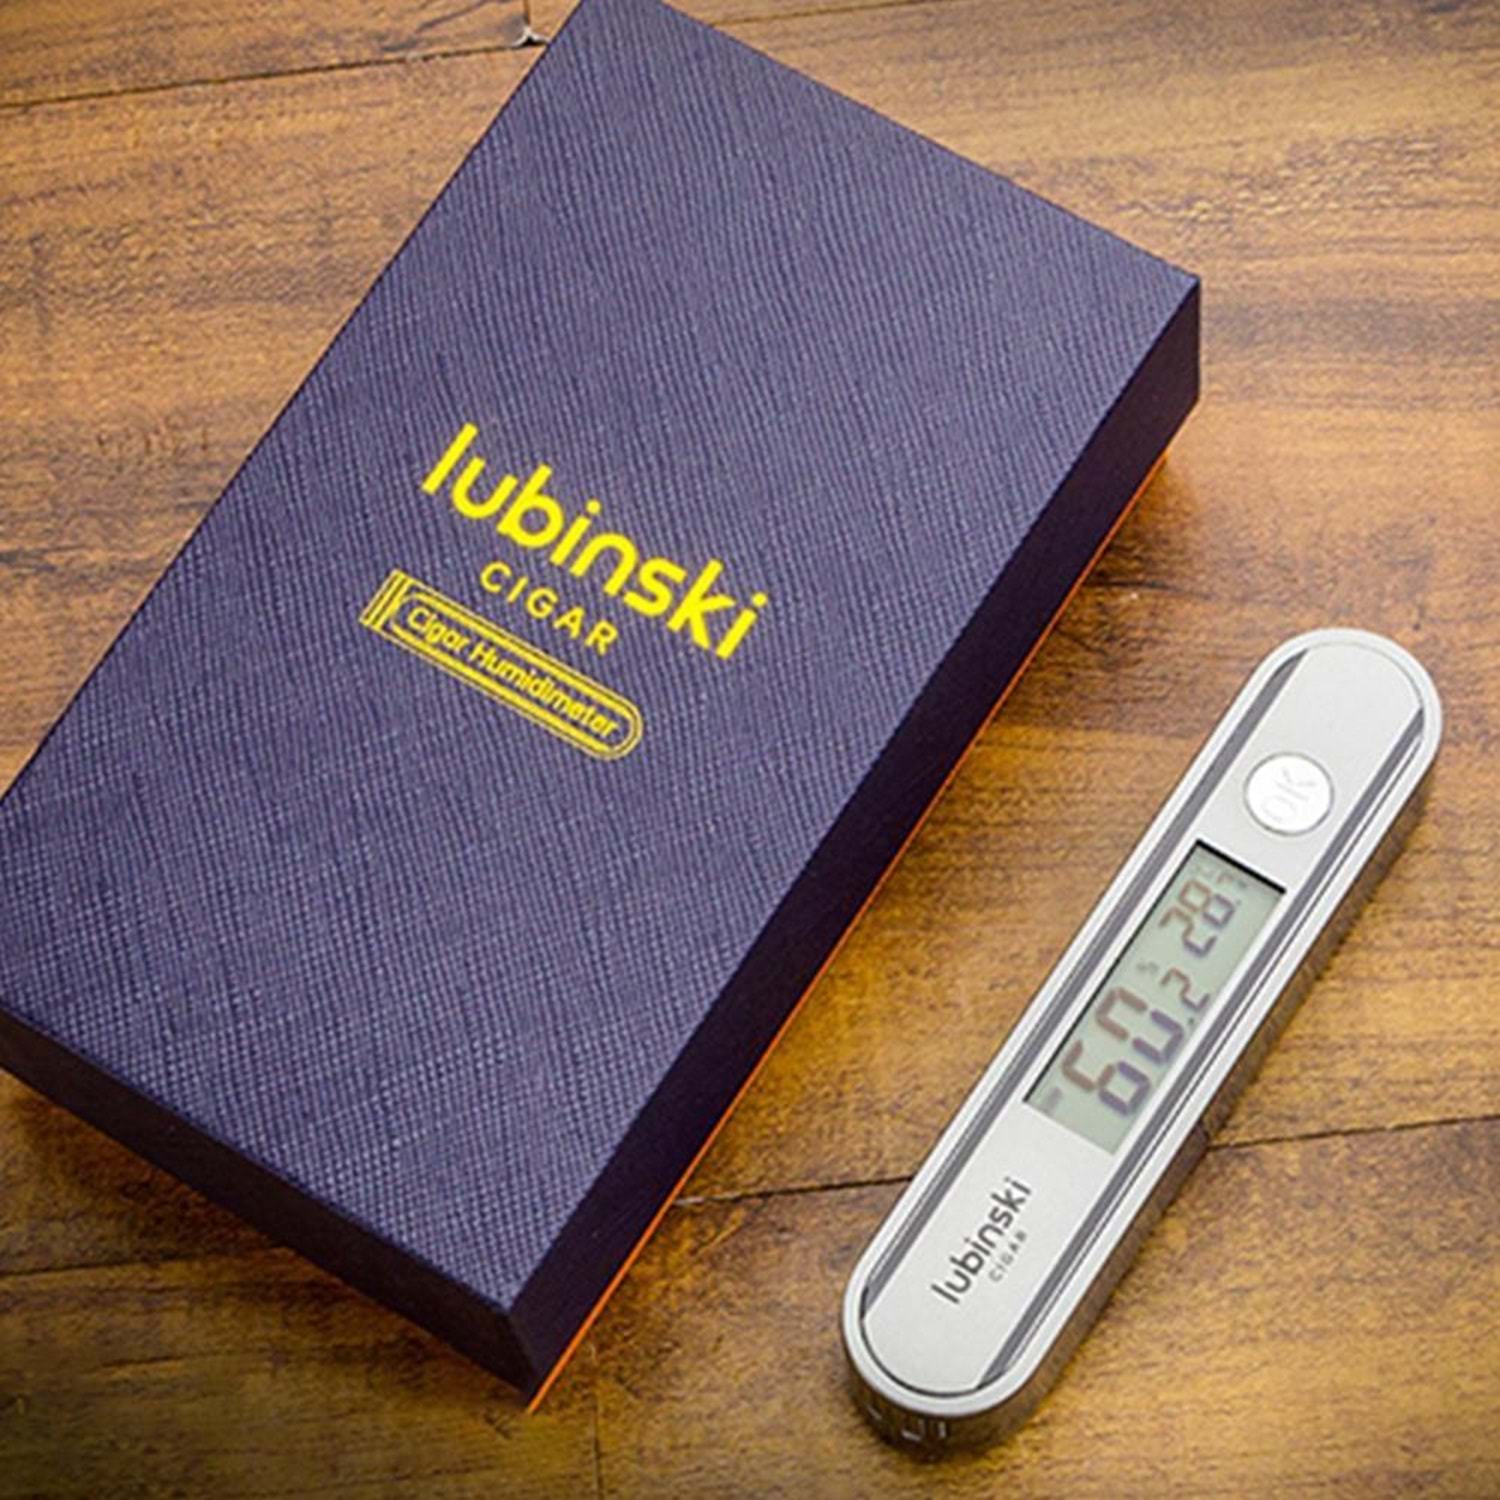 lubinski
CIGAR
Cigar Humidimeter
OK
28.7
60.2 %
lubinski
CIGAR